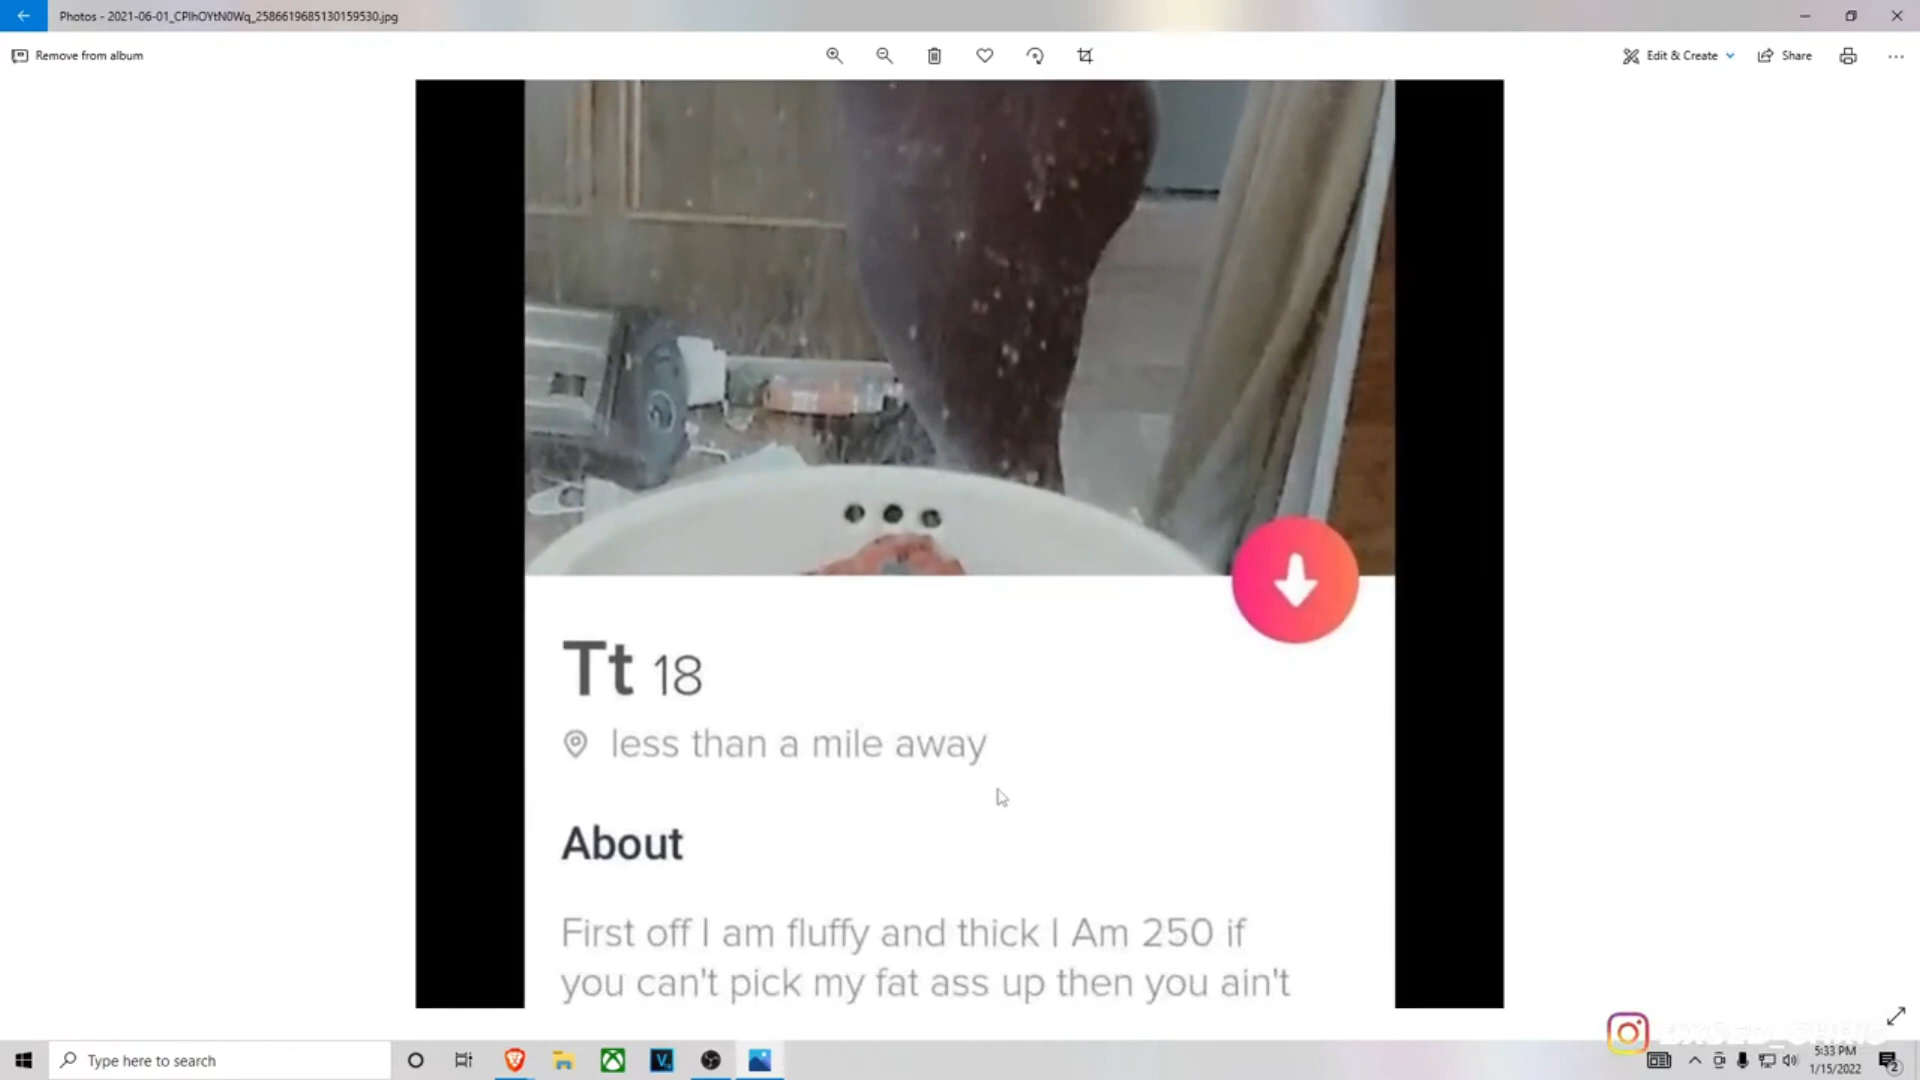 Photos - 2021-06-01_CPlhOYtN0Wq_2586619685130159530.jpg
Remove from album
Edit & Create
Share
Tt 18
less than a mile away
About
First off I am fluffy and thick I Am 250 if
you can't pick my fat ass up then you ain't
Type here to search
5:33 PM
1/15/2022
2